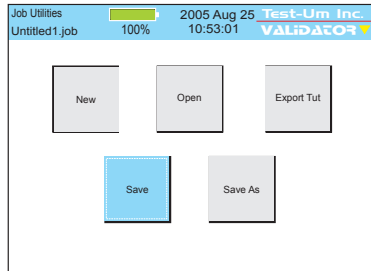 Job Utilities 2005 Aug 25 Test-Um Inc.
Untitled1.job 100% 10:53:01 VALIDATOR
New Open Export Tut
Save Save As